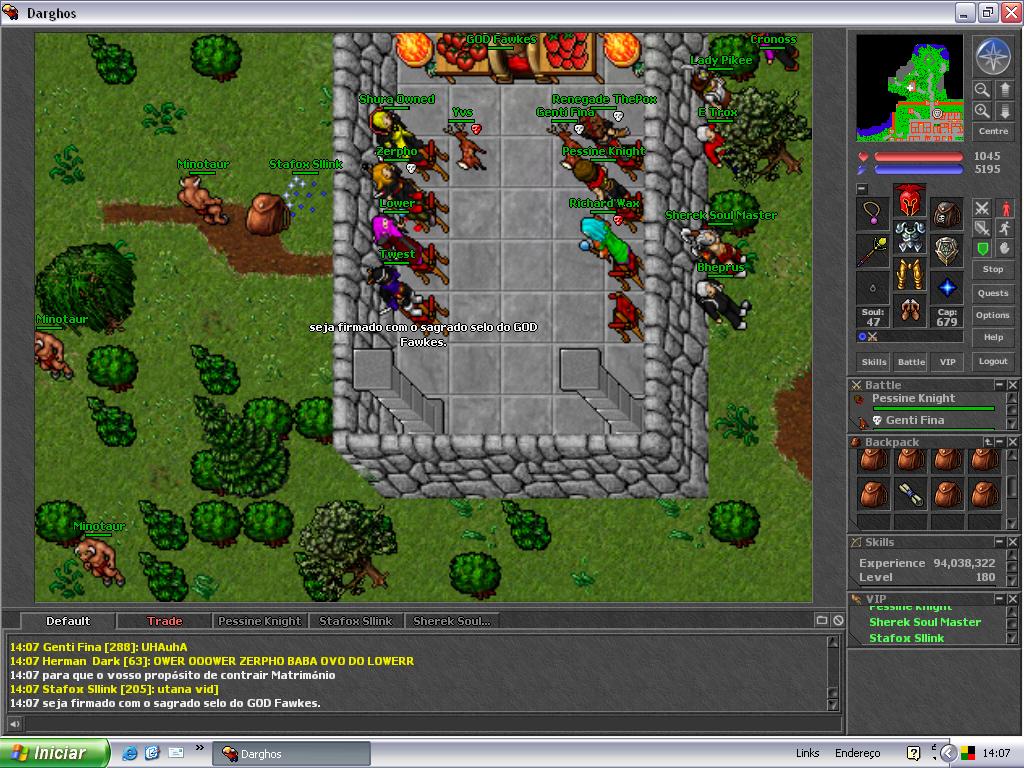 Darghos
GOD Fawkes
Cronoss
Lady Pikee
Shura Owned
Renegade ThePox
Yvs
Genti Fina
E Trox
Zerpho
Pessine Knight
Minotaur
Stafox Sllink
Lower
Richard Wax
Sherek Soul Master
Twest
Bheprus
Minotaur
seja firmado com o sagrado selo do GOD
Fawkes.
Minotaur
Centre
1045
5195
Stop
Quests
Soul:
47
Cap:
679
Options
Help
Skills
Battle
VIP
Logout
Battle
Pessine Knight
Genti Fina
Backpack
Skills
Experience 94,038,322
Level 180
VIP
Pessine Knight
Sherek Soul Master
Stafox Sllink
Default
Trade
Pessine Knight
Stafox Sllink
Sherek Soul...
14:07 Genti Fina [288]: UHAuhA
14:07 Herman Dark [63]: OWER OOOWER ZERPHO BABA OVO DO LOWERR
14:07 para que o vosso propósito de contrair Matrimónio
14:07 Stafox Sllink [205]: utana vid]
14:07 seja firmado com o sagrado selo do GOD Fawkes.
Iniciar
Darghos
Links
Endereço
14:07